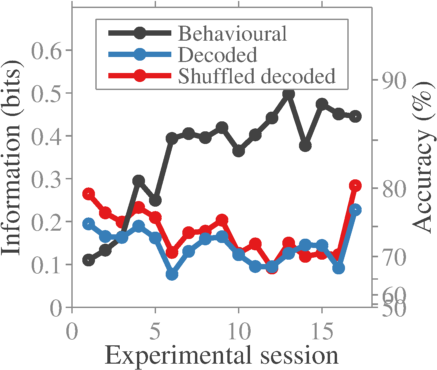 Information (bits)
0.6
0.5
0.4
0.3
0.2
0.1
0
Behavioural
Decoded
Shuffled decoded
90
80
70
60
50
Accuracy (%)
0
5
10
15
Experimental session